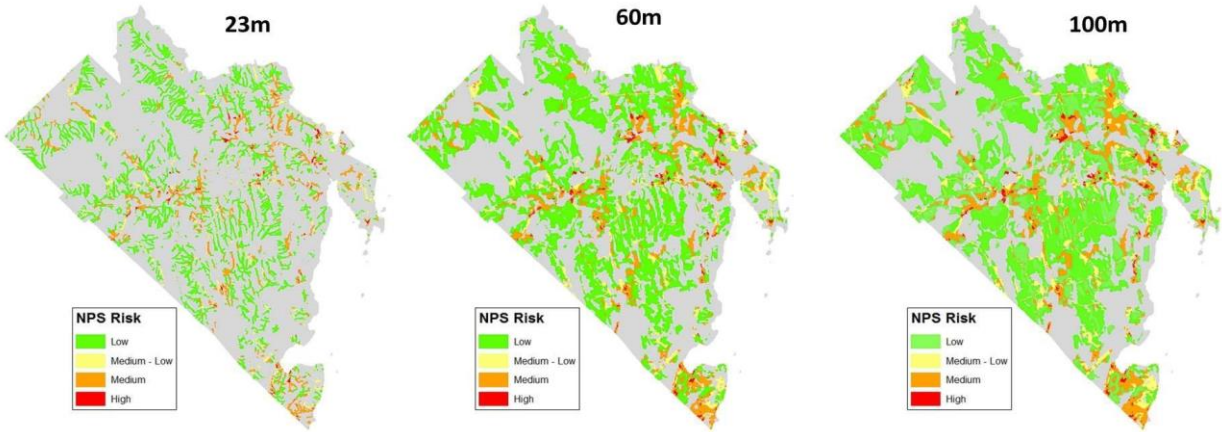 23m
60m
100m
NPS Risk
Low
Medium - Low
Medium
High
NPS Risk
Low
Medium - Low
Medium
High
NPS Risk
Low
Medium - Low
Medium
High